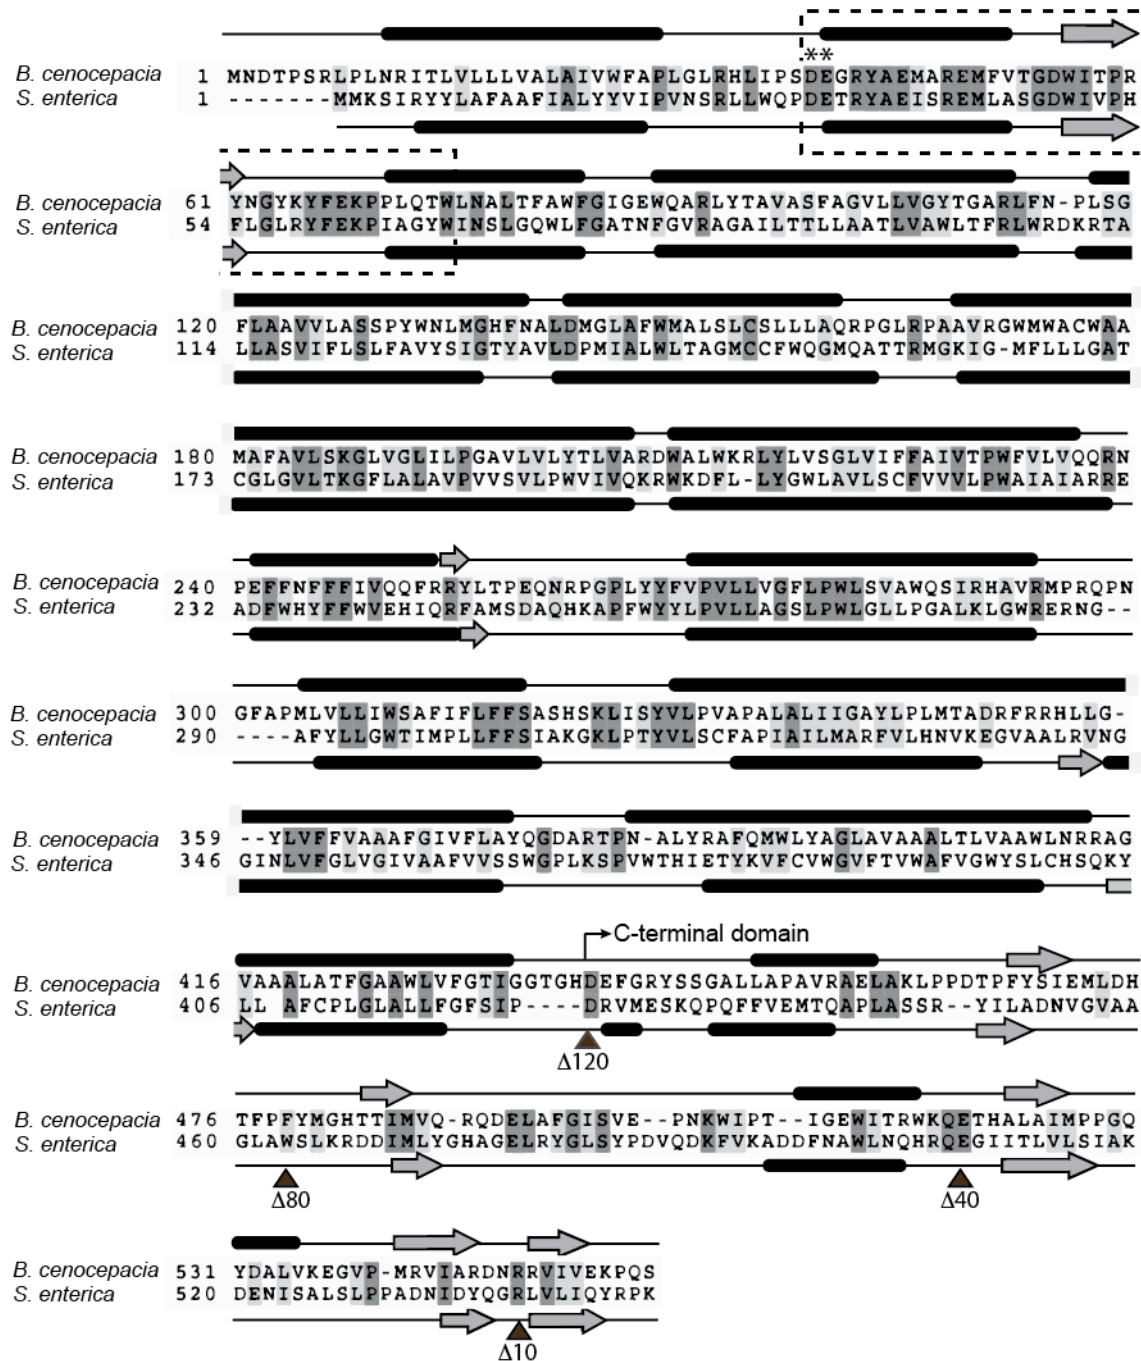 **
B. cenocepacia 1 MNDTPSRLPLNRITLVLLLVALAIVWFAPLGLRHLIPSDEGRYAEMAREMFVTGDWITPR
S. enterica 1 -------MMKSIRYYLAFAAFIALYYVIPVNSRLLWQPDETRYAEISREMLASGDWIVPH
B. cenocepacia 61 YNGYKYFEKPPLQTWLNALTFAWFGIGEWQARLYTAVASFAGVLLVGYTGARLFN-PLSG
S. enterica 54 FLGLRYFEKPIAGYWINSLGQWLFGATNFGVRAGAILTTLLAATLVAWLTFRLWRDKRTA
B. cenocepacia 120 FLAAVVLASSPYWNLMGHFNALDMGLAFWMALSLCSLLLAQRPGLRPAAVRGWMWACWAA
S. enterica 114 LLASVIFLSLFAVYSIGTYAVLDPMIALWLTAGMCCFWQGMQATTRMGKIG-MFLLLGAT
B. cenocepacia 180 MAFAVLSKGLVGLILPGAVLVLYTLVARDWALWKRLYLVSGLVIFFAIVTPWFVLVQQRN
S. enterica 173 CGLGVLTKGFLALAVPVVSVLPWVIVQKRWKDFL-LYGWLAVLSCFVVVLPWAIAIARRE
B. cenocepacia 240 PEFFNFFFIVQQFRRYLTPEQNRPGPLYYFVPVLLVGFLPWLSVAWQSIRHAVRMPRQPN
S. enterica 232 ADFWHYFFWVEHIQRFAMSDAQHKAPFWYYLPVLLAGSLPWLGLLPGALKLGWRERNG--
B. cenocepacia 300 GFAPMLVLLIWSAFIFLFFSASHSKLISYVLPVAPALALIIGAYLPLMTADRFRRHLLG-
S. enterica 290 ----AFYLLGWTIMPLLFFSIAKGKLPTYVLSCFAPIAILMARFVLHNVKEGVAALRVNG
B. cenocepacia 359 --YLVFFVAAAFGIVFLAYQGDARTPN-ALYRAFQMWLYAGLAVAAALTLVAAWLNRRAG
S. enterica 346 GINLVFGLVGIVAAFVVSSWGPLKSPVWTHIETYKVFCVWGVFTVWAFVGWYSLCHSQKY
C-terminal domain
B. cenocepacia 416 VAAALATFGAAWLVFGTIGGTGHDEFGRYSSGALLAPAVRAELAKLPPDTPFYSIEMLDH
S. enterica 406 LL AFCPLGLALLFGFSIP----DRVMESKQPQFFVEMTQAPLASSR--YILADNVGVAA
Δ120
B. cenocepacia 476 TFPFYMGHTTIMVQ-RQDELAFGISVE--PNKWIPT--IGEWITRWKQETHALAIMPPGQ
S. enterica 460 GLAWSLKRDDIMLYGHAGELRYGLSYPDVQDKFVKADDFNAWLNQHRQEGIITLVLSIAK
Δ80 Δ40
B. cenocepacia 531 YDALVKEGVP-MRVIARDNRRVIVEKPQS
S. enterica 520 DENISALSLPPADNIDYQGRLVLIQYRPK
Δ10